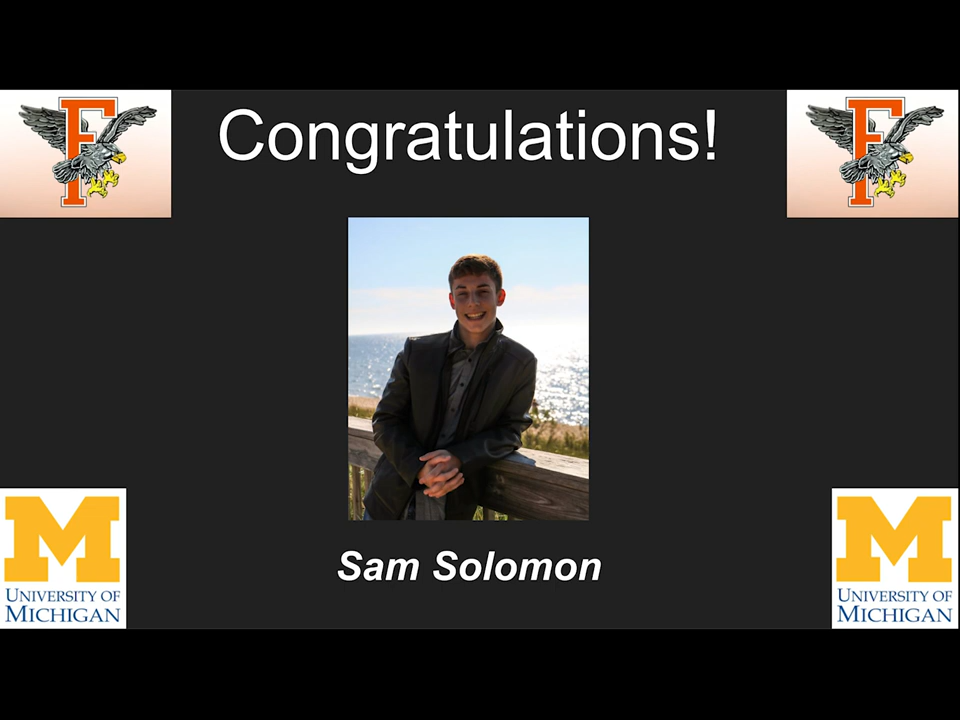 F
F
Congratulations!
Sam Solomon
M
UNIVERSITY OF
MICHIGAN
M
UNIVERSITY OF
MICHIGAN